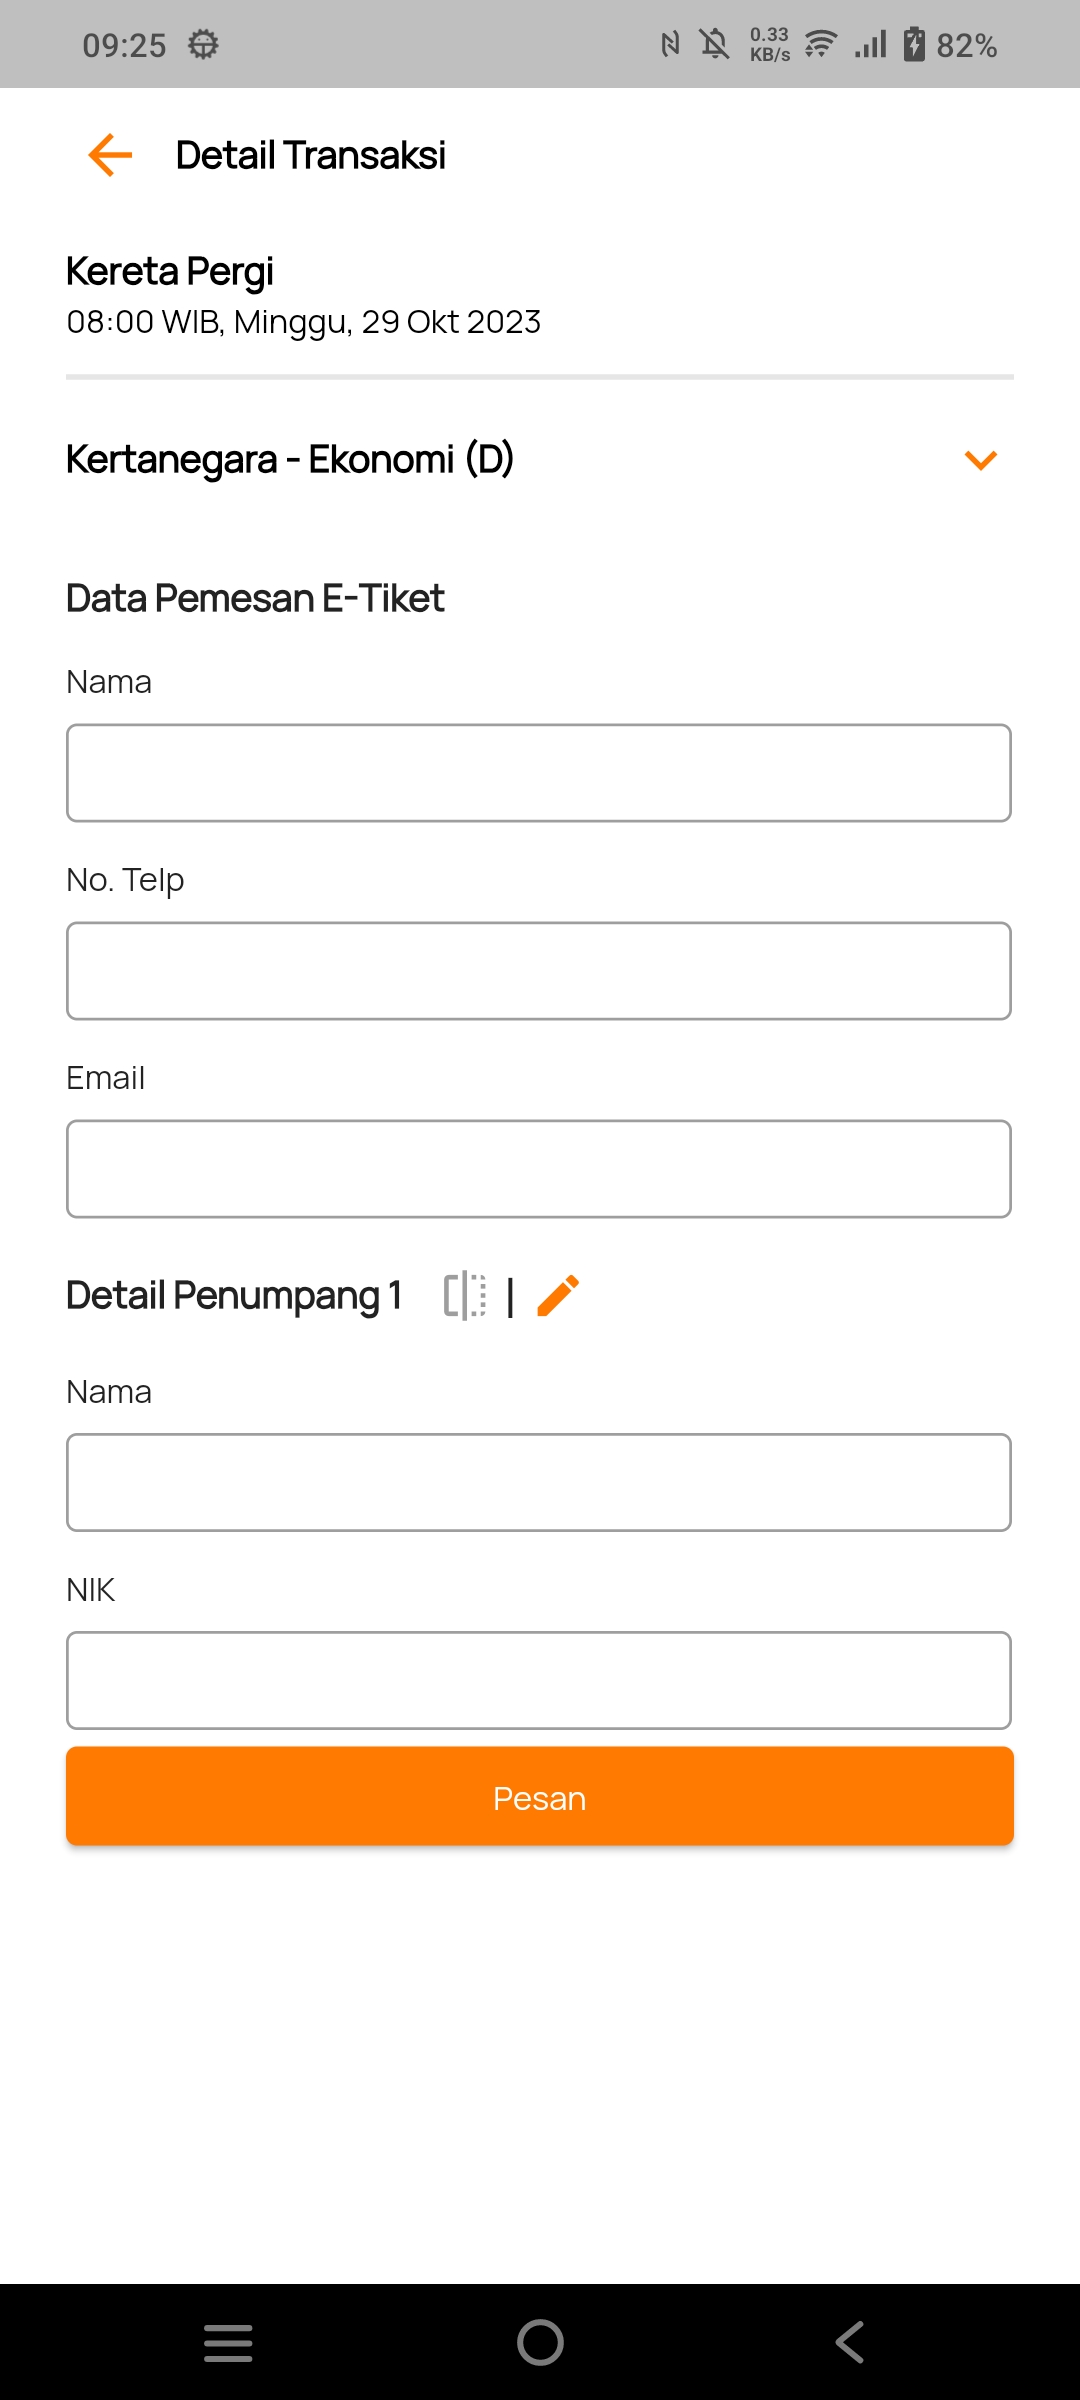 09:25
0.33
KB/s
82%
Detail Transaksi
Kereta Pergi
08:00 WIB, Minggu, 29 Okt 2023
Kertanegara - Ekonomi (D)
Data Pemesan E-Tiket
Nama
No. Telp
Email
Detail Penumpang 1 |
Nama
NIK
Pesan